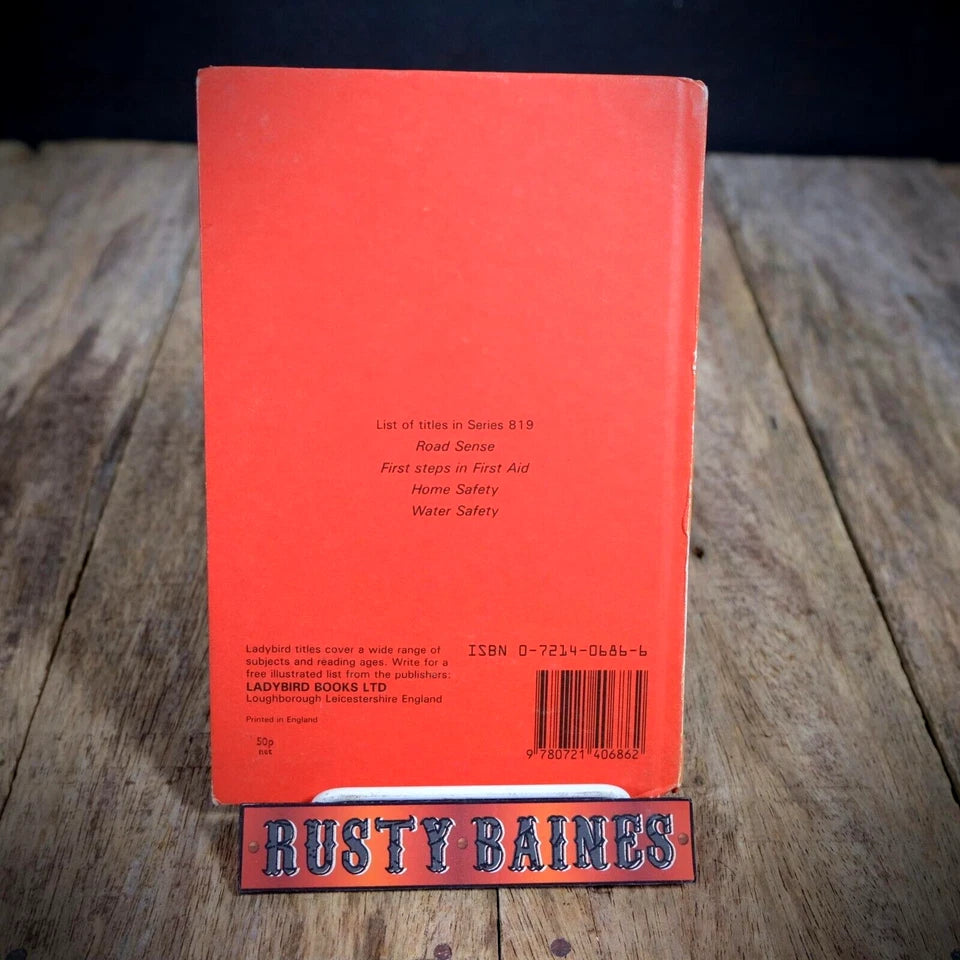 List of titles in Series 819
Road Sense
First steps in First Aid
Home Safety
Water Safety
Ladybird titles cover a wide range of
subjects and reading ages. Write for a
free illustrated list from the publishers:
LADYBIRD BOOKS LTD
Loughborough Leicestershire England
Printed in England
50p
net
ISBN 0-7214-0686-6
9 780721 406862
RUSTY BAINES